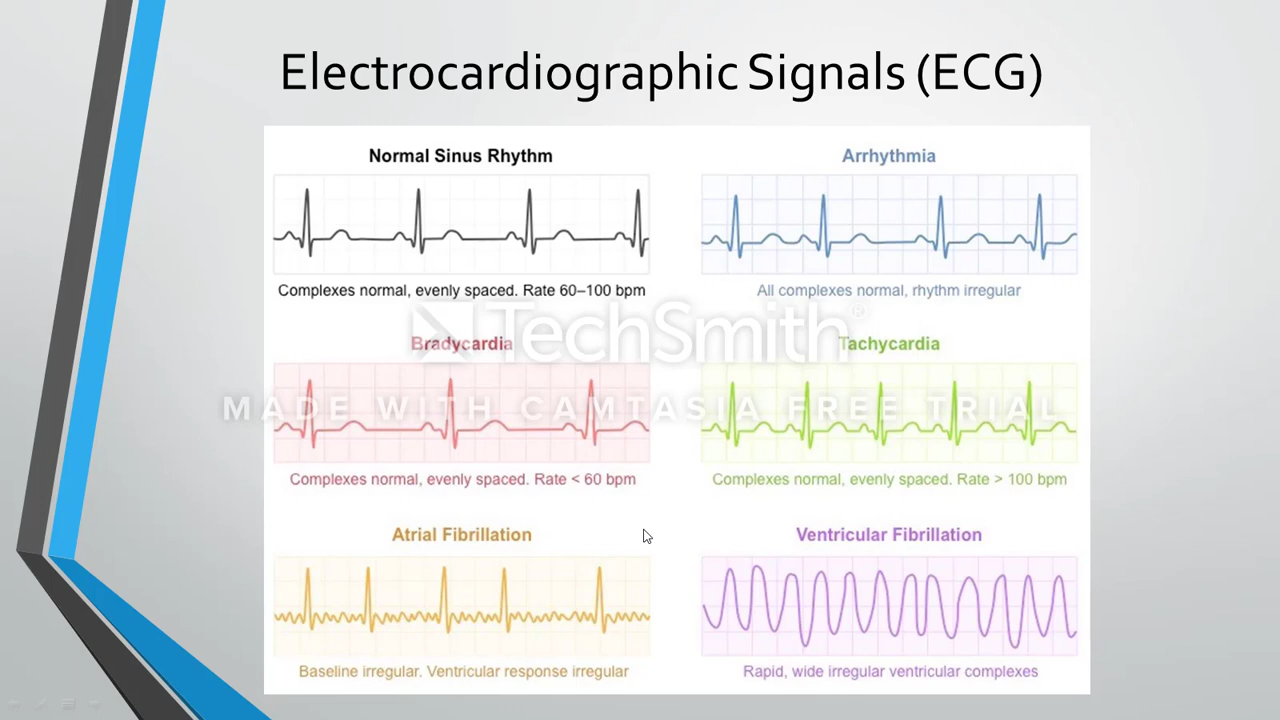 Electrocardiographic Signals (ECG)
Normal Sinus Rhythm
Complexes normal, evenly spaced. Rate 60–100 bpm
Arrhythmia
All complexes normal, rhythm irregular
TechSmith®
MADE WITH CAMTASIA FREE TRIAL
Bradycardia
Complexes normal, evenly spaced. Rate < 60 bpm
Tachycardia
Complexes normal, evenly spaced. Rate > 100 bpm
Atrial Fibrillation
Baseline irregular. Ventricular response irregular
Ventricular Fibrillation
Rapid, wide irregular ventricular complexes